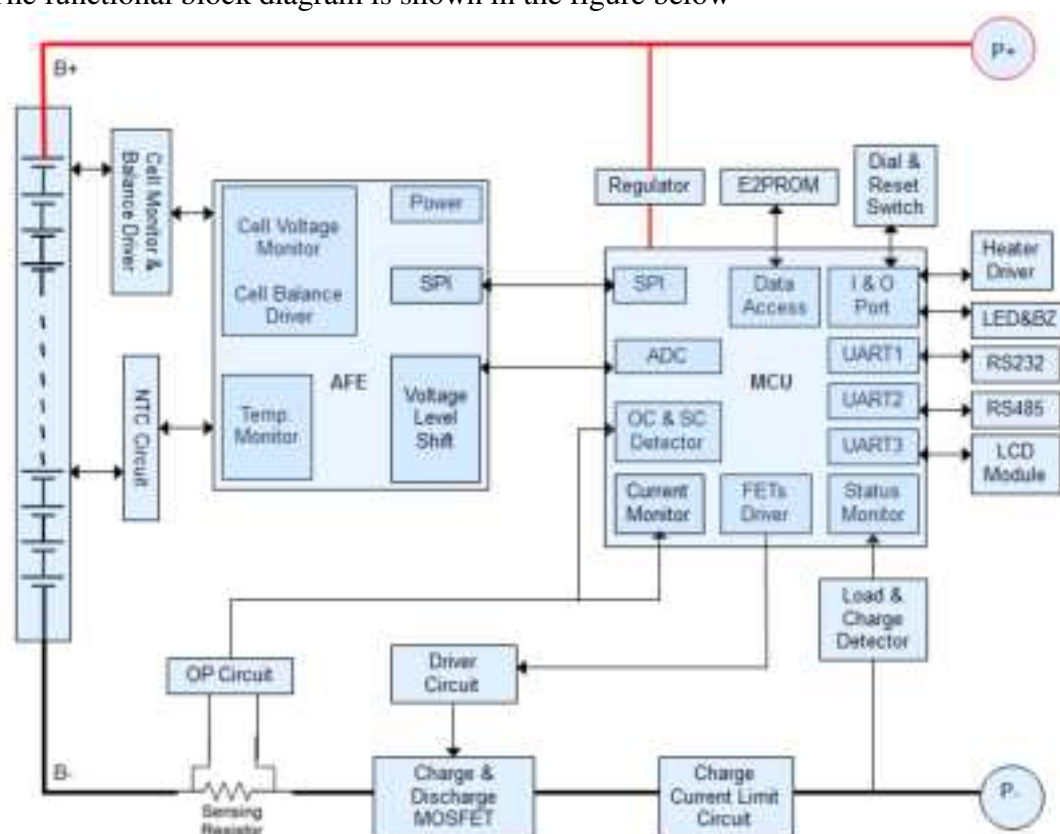 The functional block diagram is shown in the figure below
B+
P+
Cell Monitor &
Balance Driver
Cell Voltage
Monitor
Cell Balance
Driver
Power
SPI
AFE
Temp.
Monitor
Voltage
Level
Shift
NTC Circuit
Regulator
E2PROM
Dial &
Reset
Switch
SPI
Data
Access
I & O
Port
ADC
MCU
UART1
UART2
UART3
OC & SC
Detector
Current
Monitor
FETs
Driver
Status
Monitor
Heater
Driver
LED&BZ
RS232
RS485
LCD
Module
Load &
Charge
Detector
OP Circuit
Driver
Circuit
B-
Sensing
Resistor
Charge &
Discharge
MOSFET
Charge
Current Limit
Circuit
P-